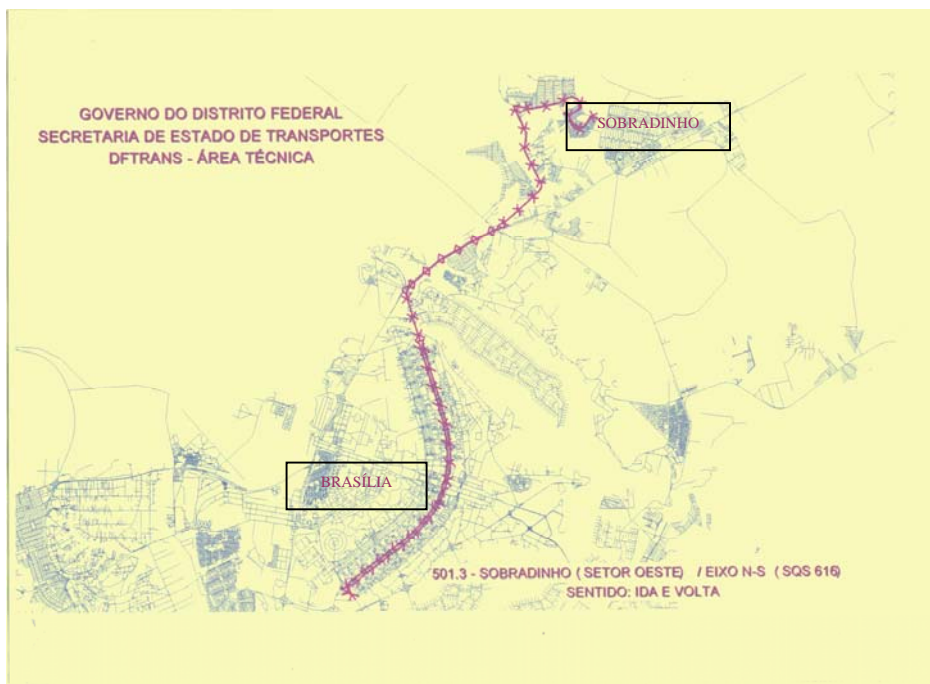 GOVERNO DO DISTRITO FEDERAL
SECRETARIA DE ESTADO DE TRANSPORTES
DFTRANS - ÁREA TÉCNICA
SOBRADINHO
BRASÍLIA
501.3 - SOBRADINHO ( SETOR OESTE) / EIXO N-S ( SQS 616)
SENTIDO: IDA E VOLTA